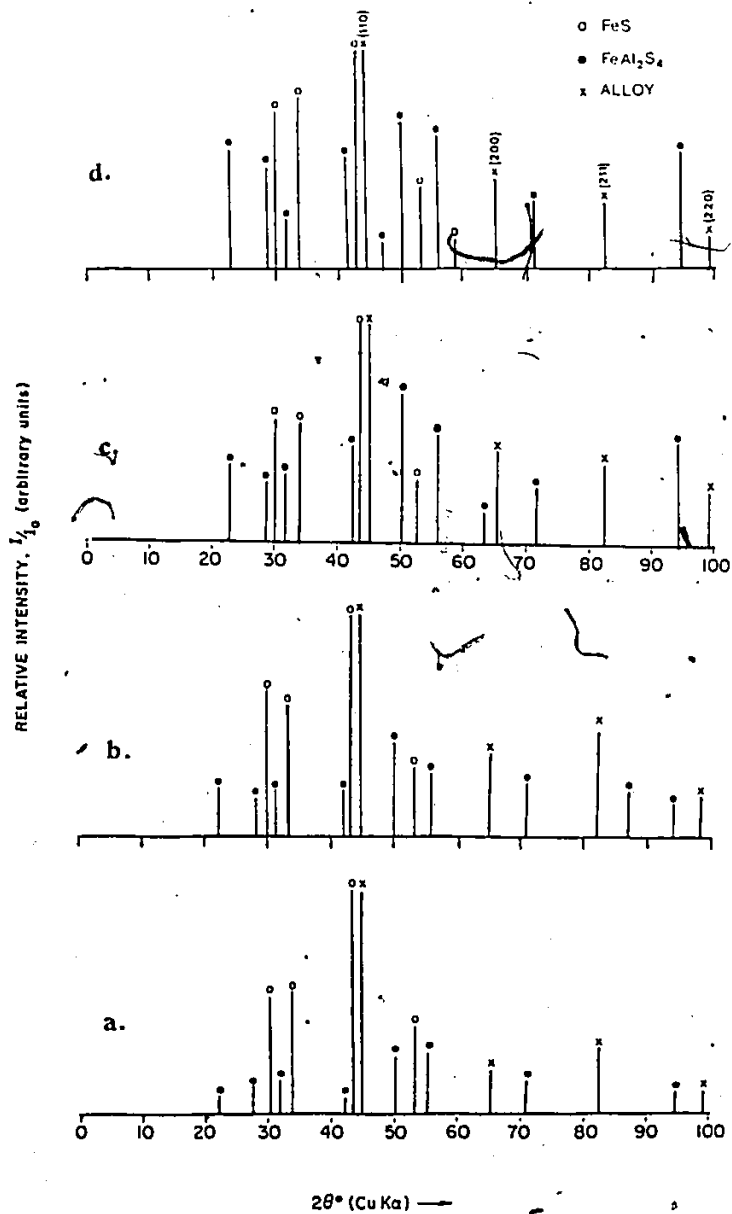 o FeS
• FeAl₂S₄
x ALLOY
d.
o x (110)
x (200)
x (211)
x (220)
RELATIVE INTENSITY, I/I₀ (arbitrary units)
c.
0 10 20 30 40 50 60 70 80 90 100
b.
a.
0 10 20 30 40 50 60 70 80 90 100
2θ° (Cu Kα) →